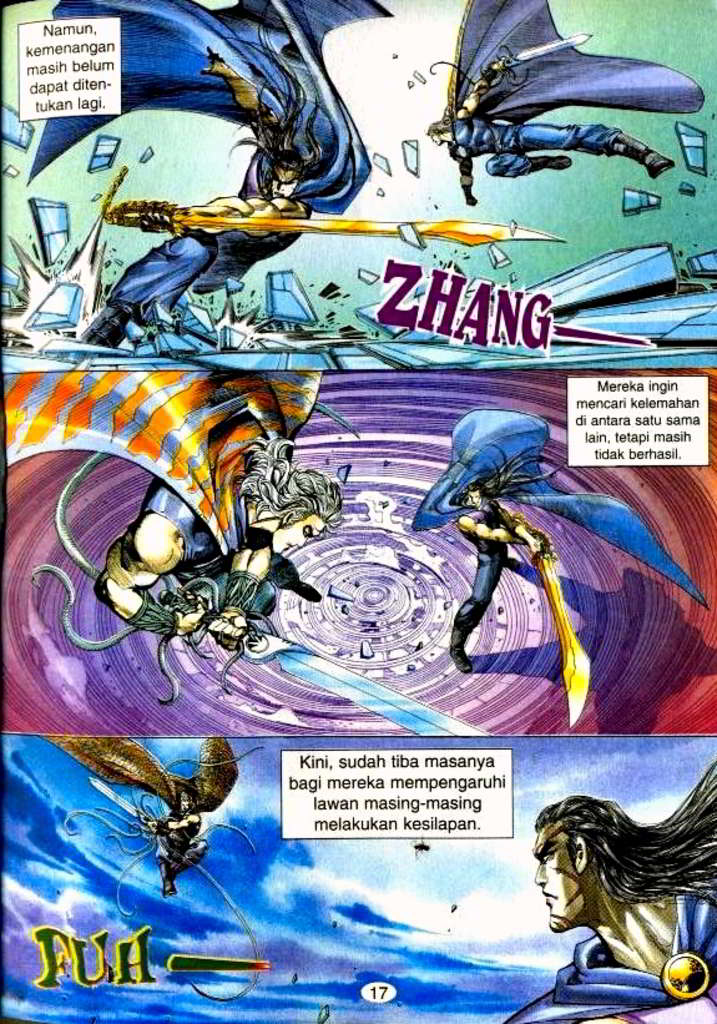 Namun,
kemenangan
masih belum
dapat diten-
tukan lagi.
ZHANG
Mereka ingin
mencari kelemahan
di antara satu sama
lain, tetapi masih
tidak berhasil.
Kini, sudah tiba masanya
bagi mereka mempengaruhi
lawan masing-masing
melakukan kesilapan.
PUA
17